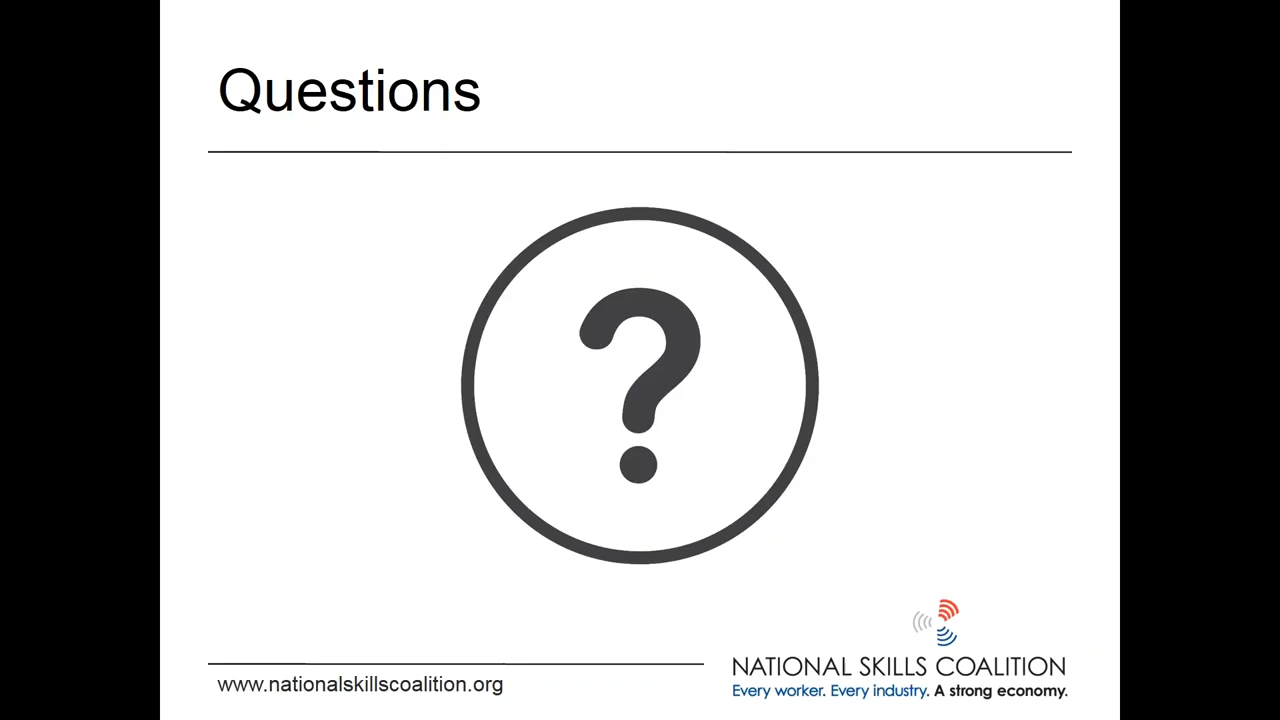 Questions
?
www.nationalskillscoalition.org
NATIONAL SKILLS COALITION
Every worker. Every industry. A strong economy.